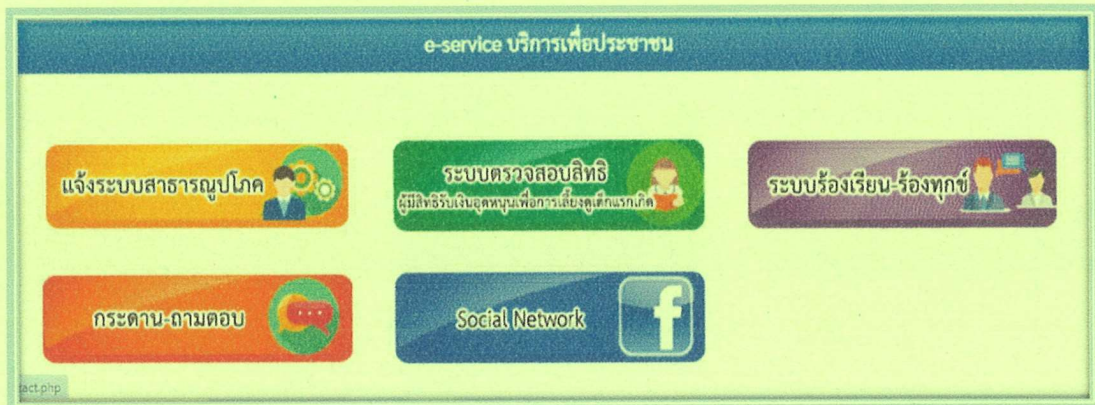 e-service บริการเพื่อประชาชน
แจ้งระบบสาธารณูปโภค
ระบบตรวจสอบสิทธิ
ผู้มีสิทธิรับเงินอุดหนุนเพื่อการเลี้ยงดูเด็กแรกเกิด
ระบบร้องเรียน-ร้องทุกข์
กระดาน-ถามตอบ
Social Network
f
tact.php